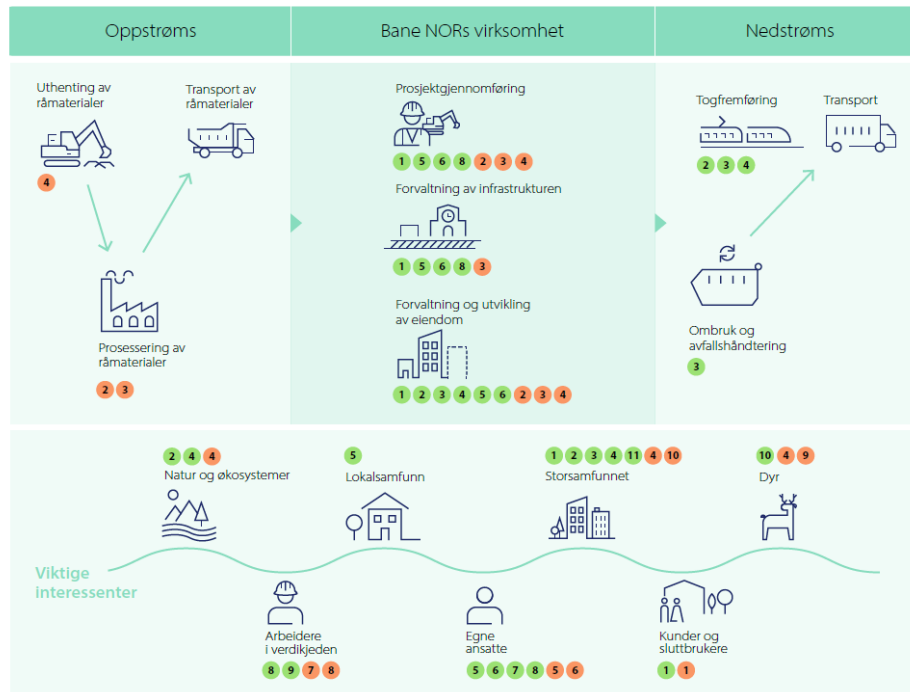 Oppstrøms
Bane NORs virksomhet
Nedstrøms
Uthenting av
råmaterialer
4
Transport av
råmaterialer
Prosessering av
råmaterialer
2 3
Prosjektgjennomføring
1 5 6 8 2 3 4
Forvaltning av infrastrukturen
1 5 6 8 3
Forvaltning og utvikling
av eiendom
1 2 3 4 5 6 2 3 4
Togfremføring
2 3 4
Transport
Ombruk og
avfallshåndtering
3
2 4 4
Natur og økosystemer
5
Lokalsamfunn
1 2 3 4 11 4 10
Storsamfunnet
10 4 9
Dyr
Viktige
interessenter
Arbeidere
i verdikjeden
8 9 7 8
Egne
ansatte
5 6 7 8 5 6
Kunder og
sluttbrukere
1 1